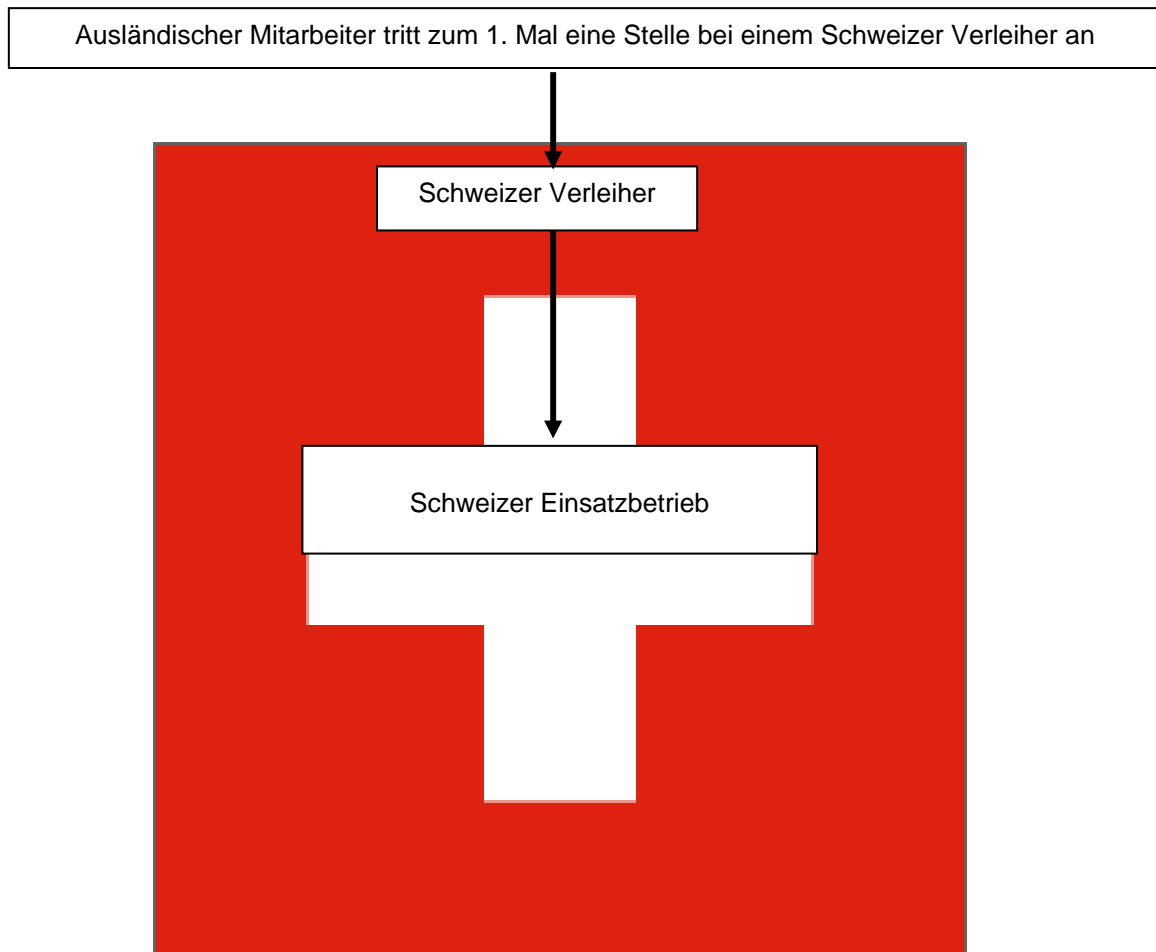 Ausländischer Mitarbeiter tritt zum 1. Mal eine Stelle bei einem Schweizer Verleiher an
Schweizer Verleiher
Schweizer Einsatzbetrieb